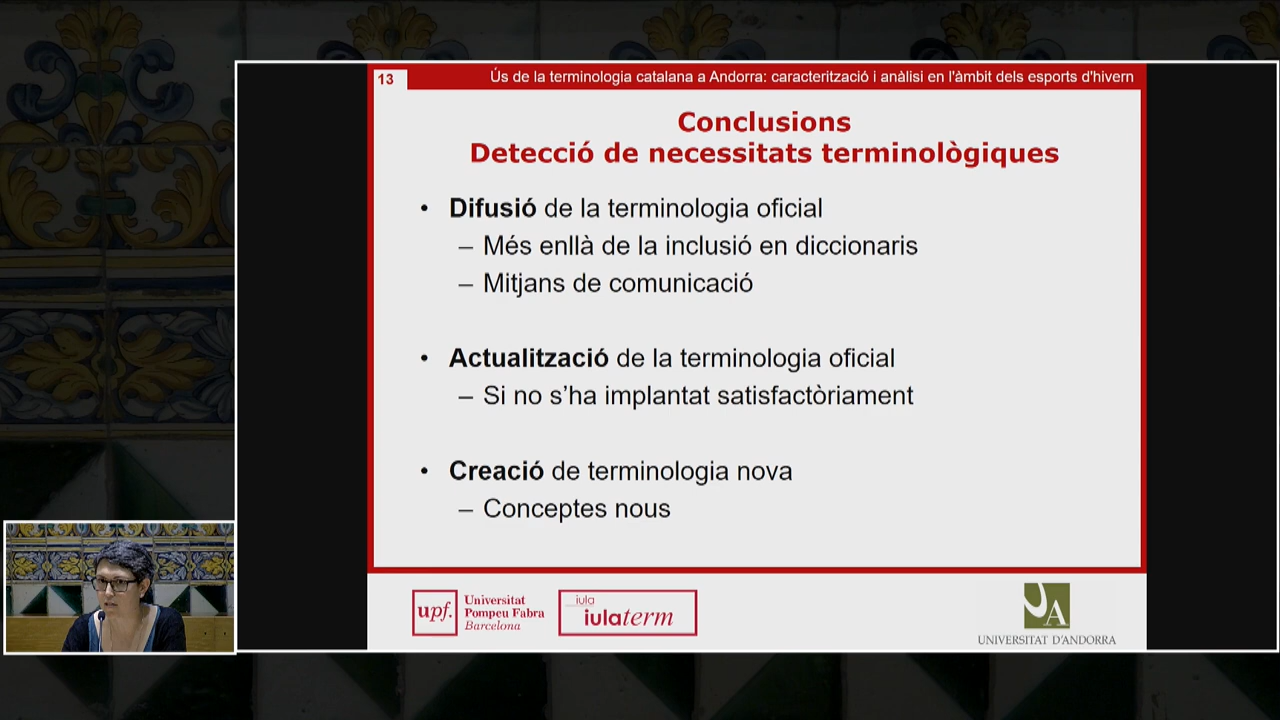 13
Ús de la terminologia catalana a Andorra: caracterització i anàlisi en l'àmbit dels esports d'hivern
Conclusions
Detecció de necessitats terminològiques
• Difusió de la terminologia oficial
– Més enllà de la inclusió en diccionaris
– Mitjans de comunicació
• Actualització de la terminologia oficial
– Si no s’ha implantat satisfactòriament
• Creació de terminologia nova
– Conceptes nous
upf.
Universitat
Pompeu Fabra
Barcelona
iula
iulaterm
UA
UNIVERSITAT D'ANDORRA